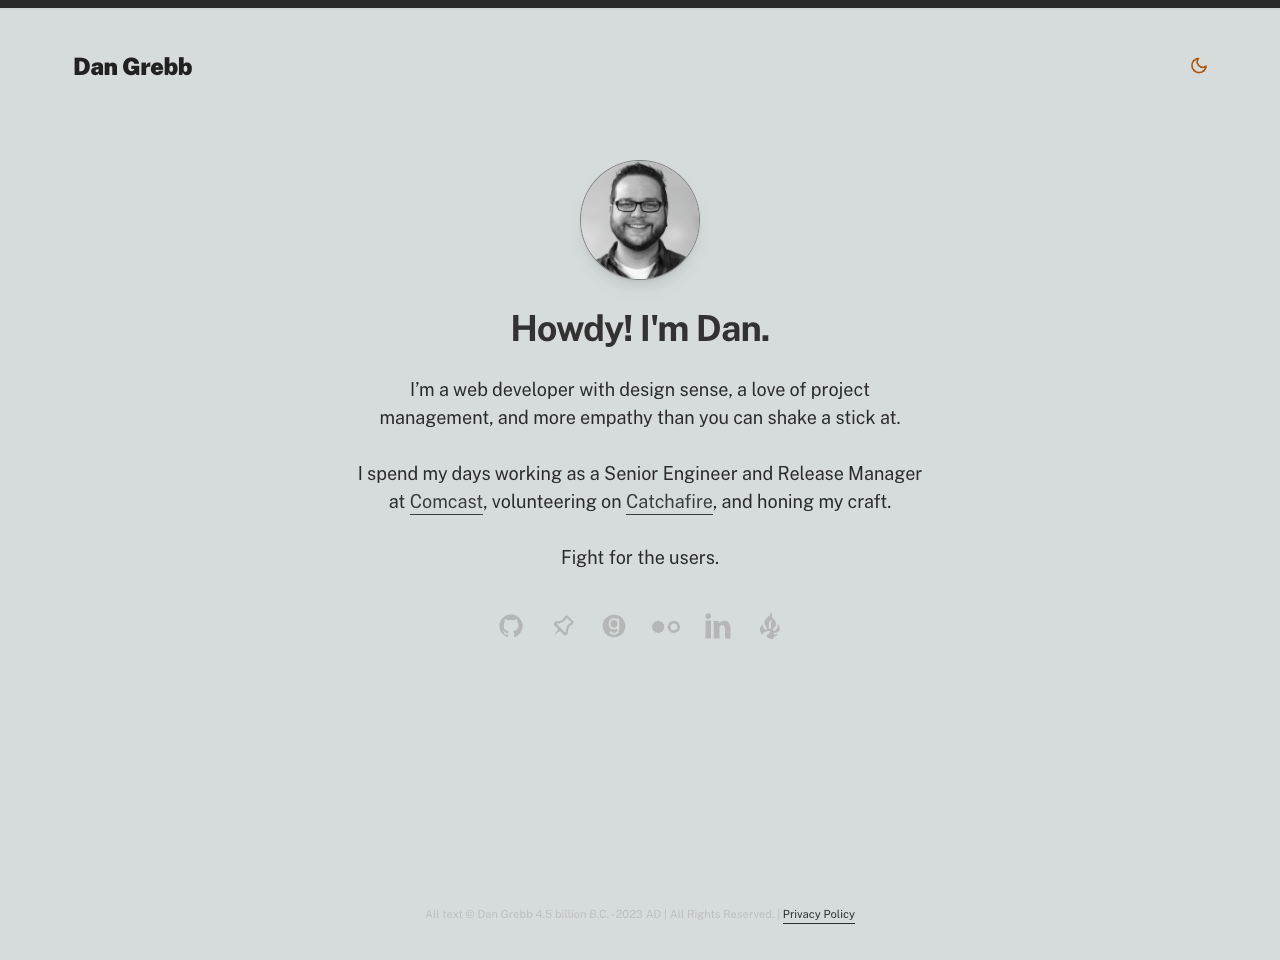 Dan Grebb
Howdy! I'm Dan.
I’m a web developer with design sense, a love of project
management, and more empathy than you can shake a stick at.
I spend my days working as a Senior Engineer and Release Manager
at Comcast, volunteering on Catchafire, and honing my craft.
Fight for the users.
All text © Dan Grebb 4.5 billion B.C. - 2023 AD | All Rights Reserved. | Privacy Policy